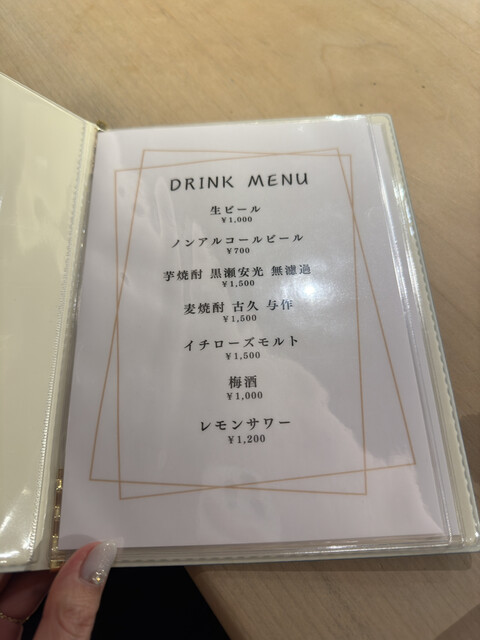 DRINK MENU
生ビール
¥1,000
ノンアルコールビール
¥700
芋焼酎 黒瀬安光 無濾過
¥1,500
麦焼酎 古久 与作
¥1,500
イチローズモルト
¥1,500
梅酒
¥1,000
レモンサワー
¥1,200